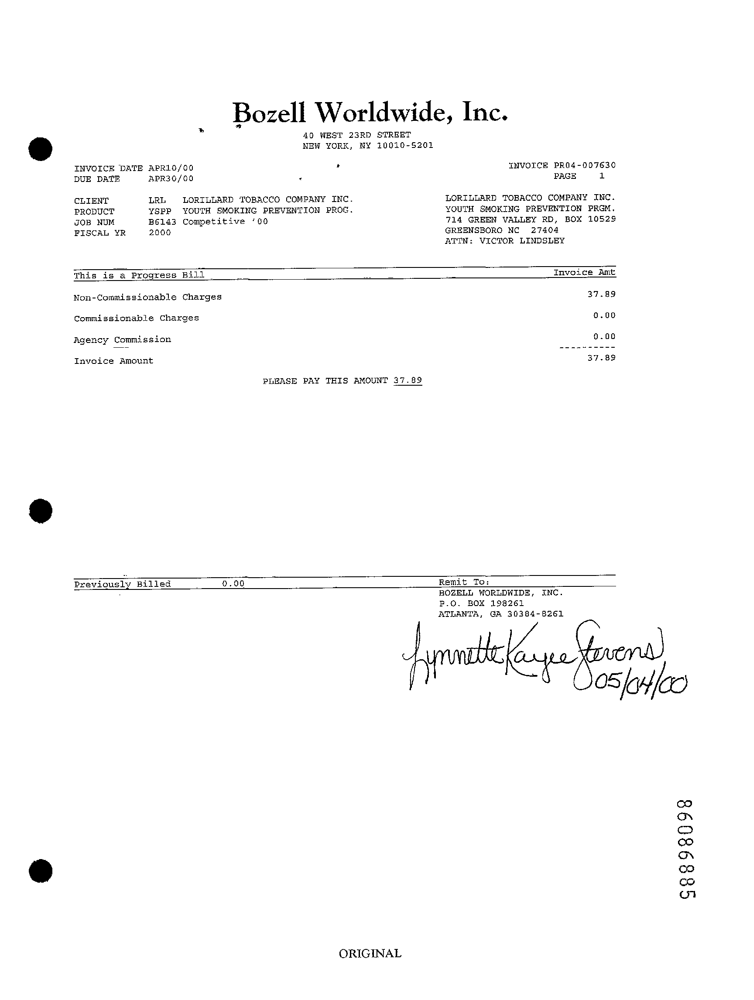 Bozell Worldwide, Inc.
40 WEST 23RD STREET
NEW YORK, NY 10010-5201
INVOICE DATE APR10/00
DUE DATE APR30/00
INVOICE PR04-007630
PAGE 1
CLIENT LRL LORILLARD TOBACCO COMPANY INC.
PRODUCT YSPP YOUTH SMOKING PREVENTION PROG.
JOB NUM B6143 Competitive '00
FISCAL YR 2000
LORILLARD TOBACCO COMPANY INC.
YOUTH SMOKING PREVENTION PRGM.
714 GREEN VALLEY RD, BOX 10529
GREENSBORO NC 27404
ATTN: VICTOR LINDSLEY
This is a Progress Bill Invoice Amt
Non-Commissionable Charges 37.89
Commissionable Charges 0.00
Agency Commission 0.00
----------
Invoice Amount 37.89
PLEASE PAY THIS AMOUNT 37.89
Previously Billed 0.00
Remit To:
BOZELL WORLDWIDE, INC.
P.O. BOX 198261
ATLANTA, GA 30384-8261
Lynnette Kayce Stevens
05/04/00
86086885
ORIGINAL